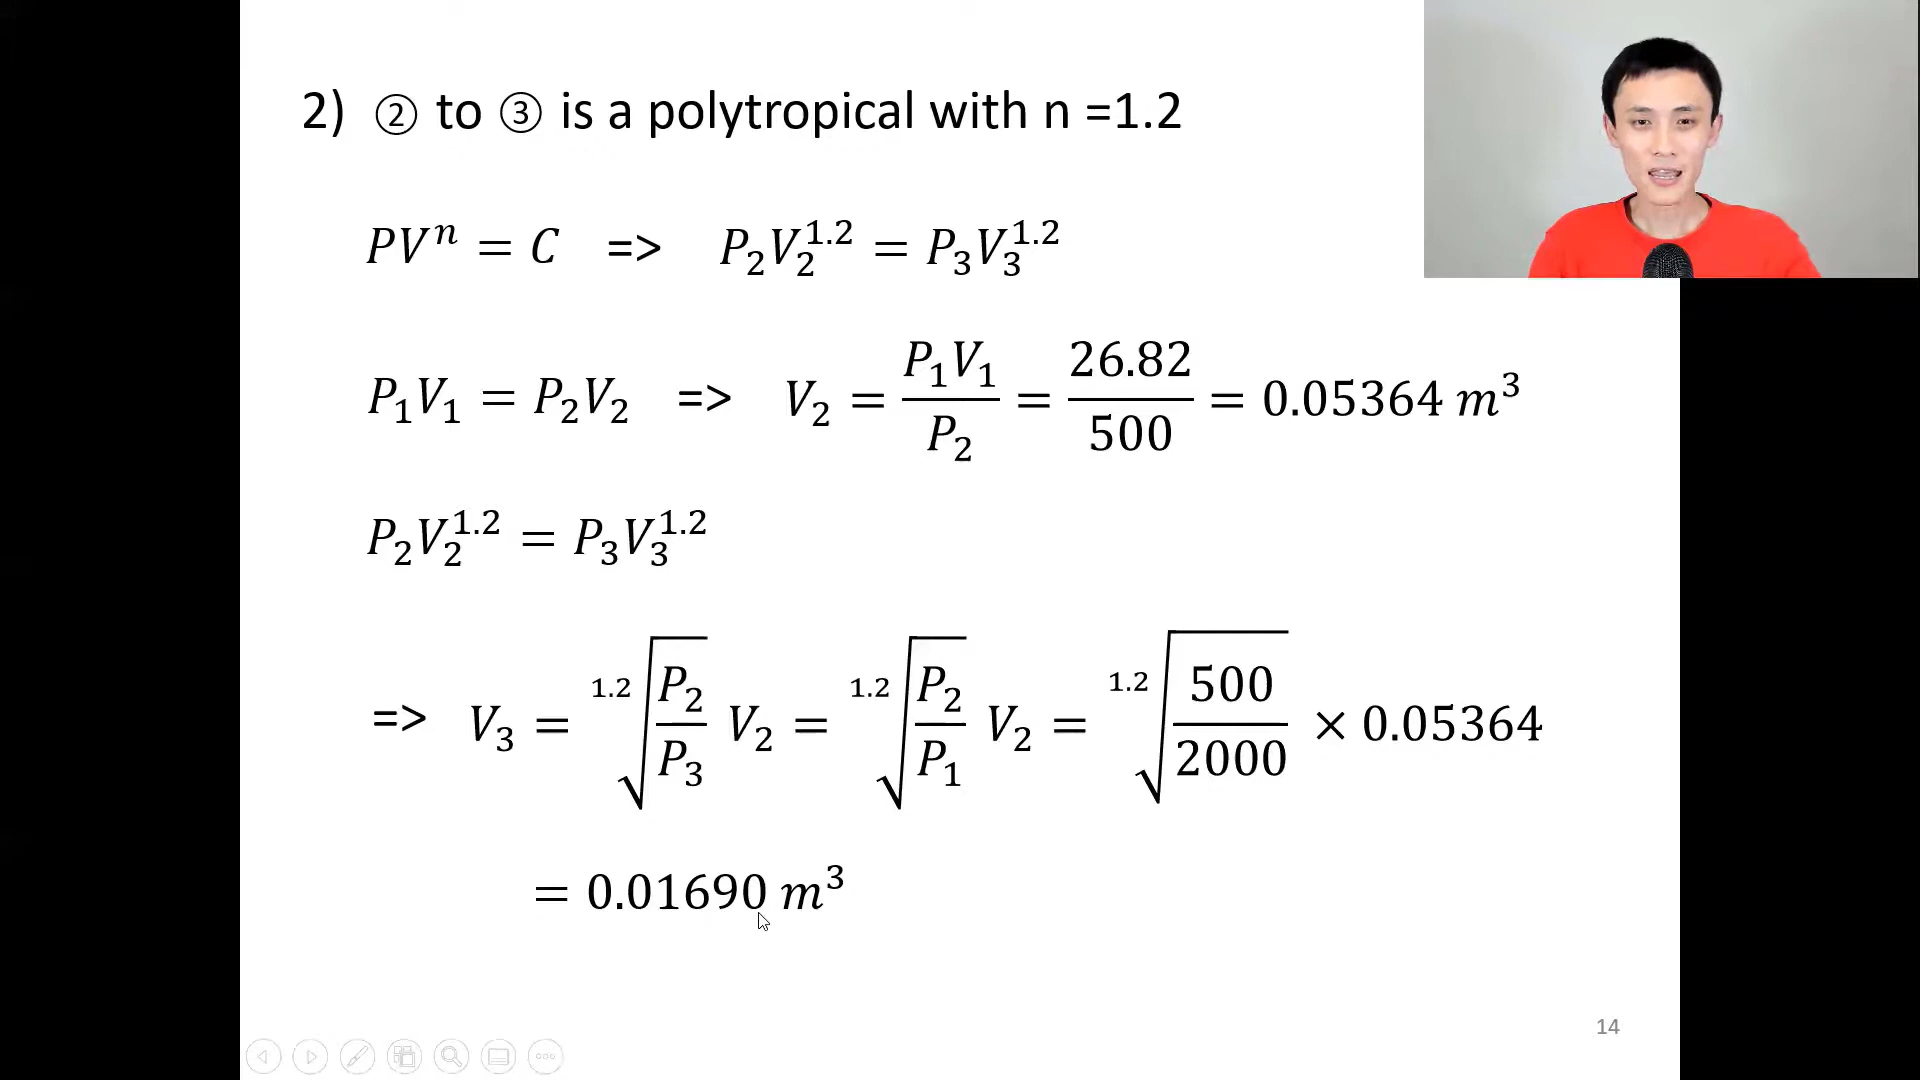 2) ② to ③ is a polytropical with n =1.2
PVⁿ = C => P₂V₂^1.2 = P₃V₃^1.2
P₁V₁ = P₂V₂ => V₂ = P₁V₁/P₂ = 26.82/500 = 0.05364 m³
P₂V₂^1.2 = P₃V₃^1.2
=> V₃ = ^1.2√(P₂/P₃) V₂ = ^1.2√(P₂/P₁) V₂ = ^1.2√(500/2000) × 0.05364
= 0.01690 m³
14